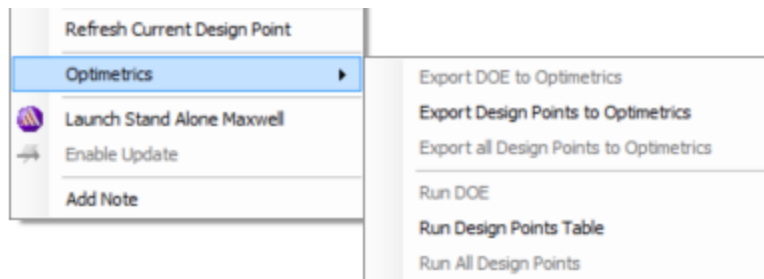 Refresh Current Design Point
Optimetrics
Launch Stand Alone Maxwell
Enable Update
Add Note
Export DOE to Optimetrics
Export Design Points to Optimetrics
Export all Design Points to Optimetrics
Run DOE
Run Design Points Table
Run All Design Points